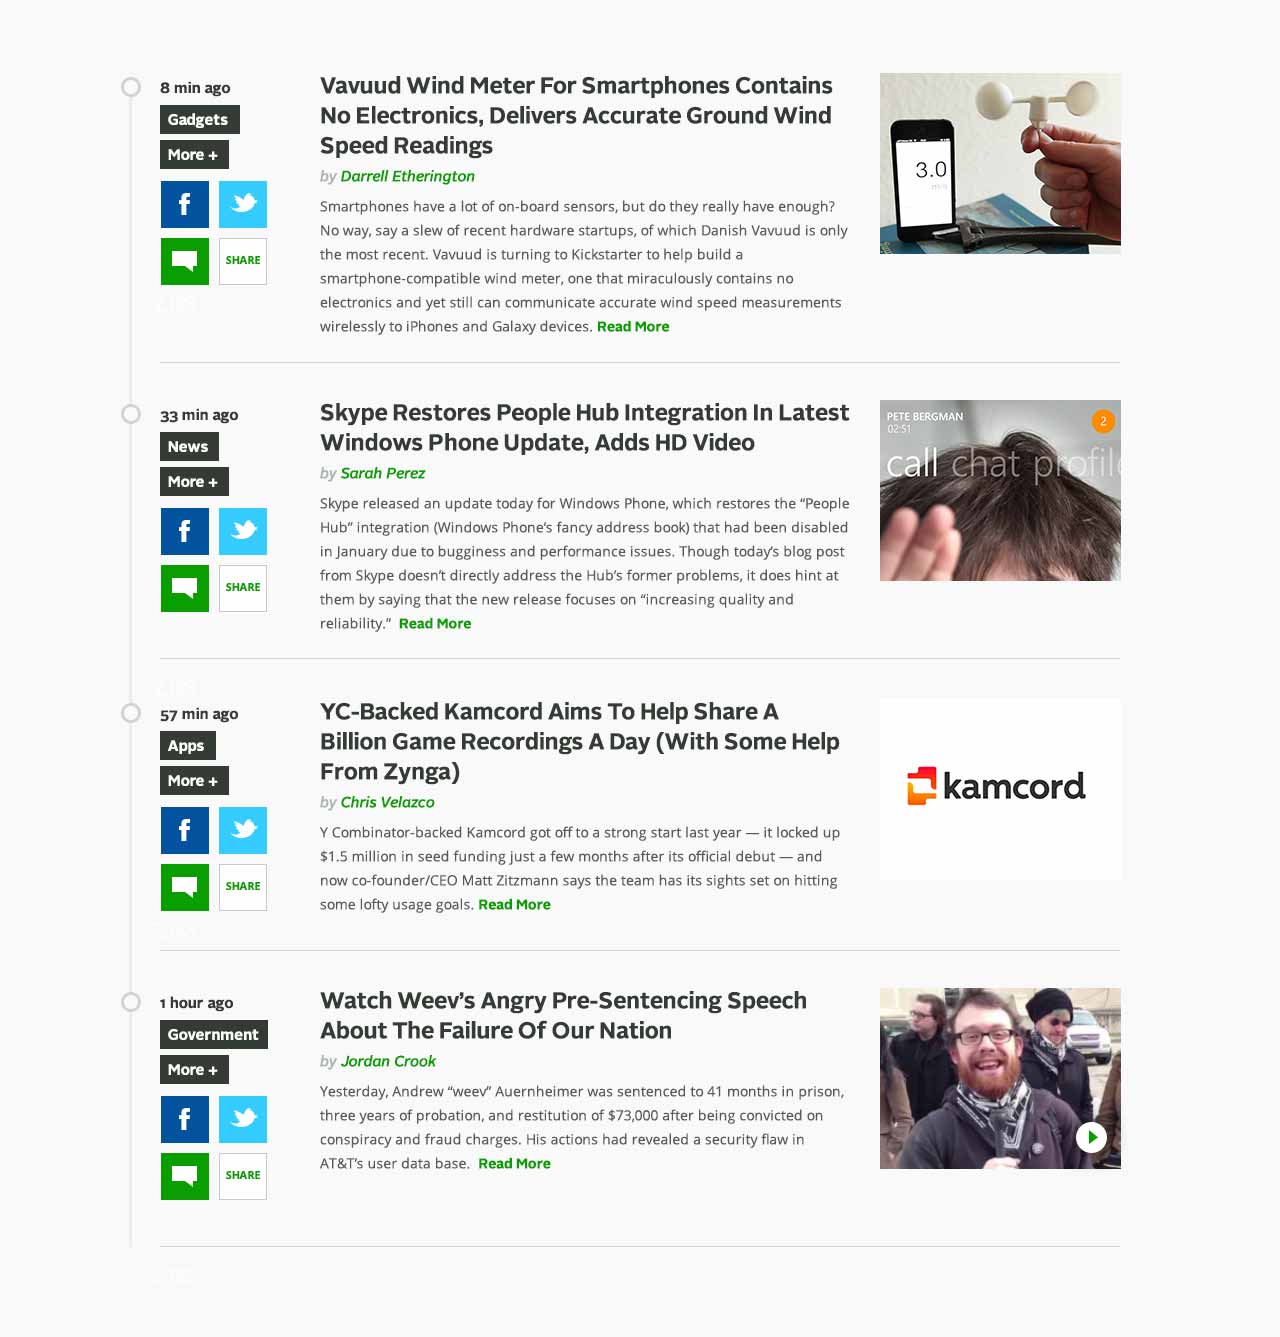 8 min ago
Gadgets
More +
SHARE
Vavuud Wind Meter For Smartphones Contains
No Electronics, Delivers Accurate Ground Wind
Speed Readings
by Darrell Etherington
Smartphones have a lot of on-board sensors, but do they really have enough?
No way, say a slew of recent hardware startups, of which Danish Vavuud is only
the most recent. Vavuud is turning to Kickstarter to help build a
smartphone-compatible wind meter, one that miraculously contains no
electronics and yet still can communicate accurate wind speed measurements
wirelessly to iPhones and Galaxy devices. Read More
3.0
33 min ago
News
More +
SHARE
Skype Restores People Hub Integration In Latest
Windows Phone Update, Adds HD Video
by Sarah Perez
Skype released an update today for Windows Phone, which restores the “People
Hub” integration (Windows Phone’s fancy address book) that had been disabled
in January due to bugginess and performance issues. Though today’s blog post
from Skype doesn’t directly address the Hub’s former problems, it does hint at
them by saying that the new release focuses on “increasing quality and
reliability.” Read More
PETE BERGMAN
02:51
2
call chat profile
57 min ago
Apps
More +
SHARE
YC-Backed Kamcord Aims To Help Share A
Billion Game Recordings A Day (With Some Help
From Zynga)
by Chris Velazco
Y Combinator-backed Kamcord got off to a strong start last year — it locked up
$1.5 million in seed funding just a few months after its official debut — and
now co-founder/CEO Matt Zitzmann says the team has its sights set on hitting
some lofty usage goals. Read More
kamcord
1 hour ago
Government
More +
SHARE
Watch Weev’s Angry Pre-Sentencing Speech
About The Failure Of Our Nation
by Jordan Crook
Yesterday, Andrew “weev” Auernheimer was sentenced to 41 months in prison,
three years of probation, and restitution of $73,000 after being convicted on
conspiracy and fraud charges. His actions had revealed a security flaw in
AT&T’s user data base. Read More